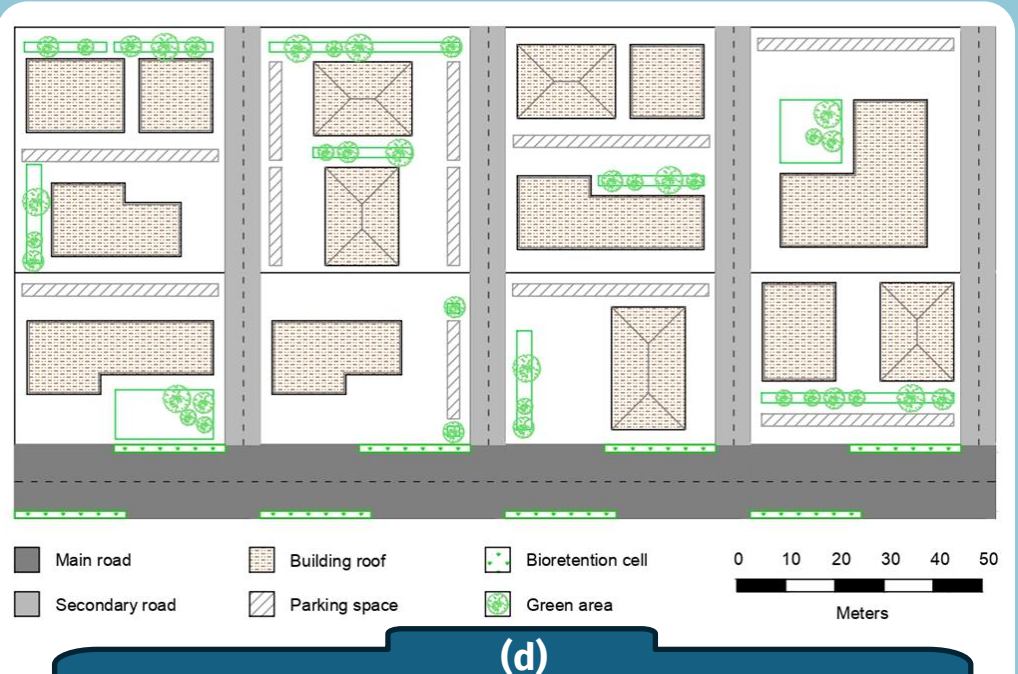 Main road
Building roof
Bioretention cell
0 10 20 30 40 50
Secondary road
Parking space
Green area
Meters
(d)